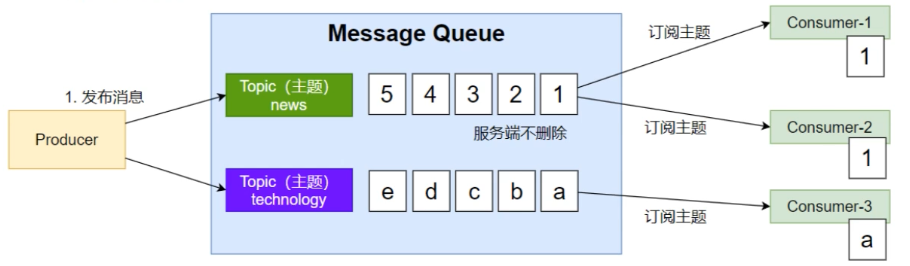 Message Queue
1. 发布消息
Producer
Topic（主题）
news
5 4 3 2 1
服务端不删除
Topic（主题）
technology
e d c b a
订阅主题
Consumer-1
1
订阅主题
Consumer-2
1
订阅主题
Consumer-3
a